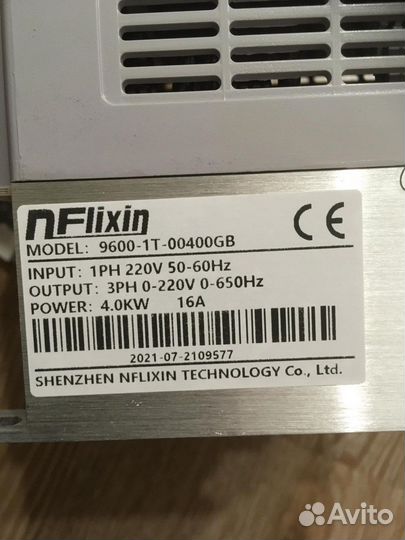 nFlixin
CE
MODEL: 9600-1T-00400GB
INPUT: 1PH 220V 50-60Hz
OUTPUT: 3PH 0-220V 0-650Hz
POWER: 4.0KW 16A
2021-07-2109577
SHENZHEN NFLIXIN TECHNOLOGY Co., Ltd.
Avito